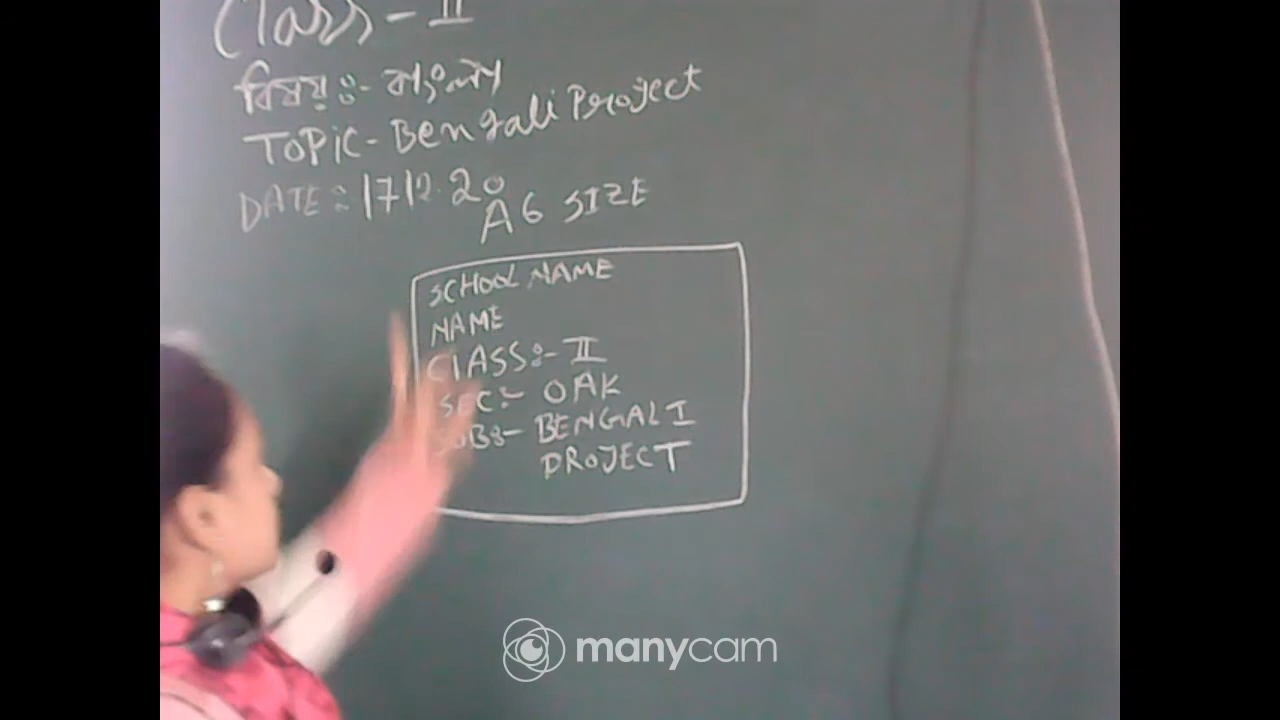 Class - II
বিষয়ঃ- বাংলা
TOPIC - Bengali Project
DATE : 17.12.20
A6 SIZE
SCHOOL NAME
NAME
CLASS:- II
SEC:- OAK
SUB:- BENGALI
PROJECT
manycam